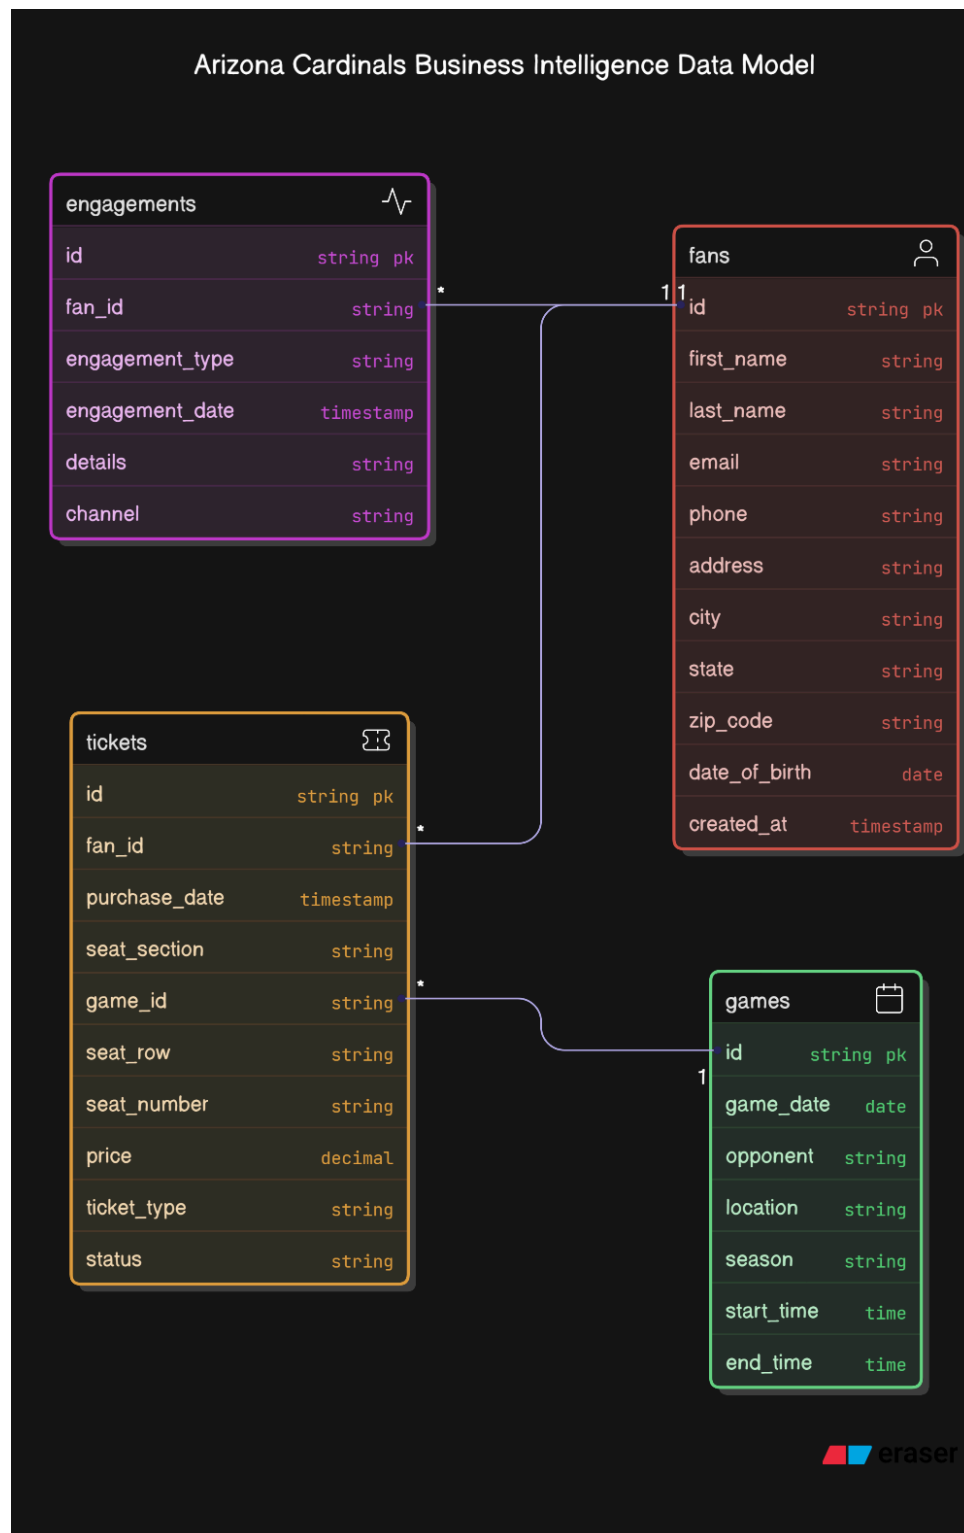 Arizona Cardinals Business Intelligence Data Model
engagements
id string pk
fan_id string
engagement_type string
engagement_date timestamp
details string
channel string
*
1 1
fans
id string pk
first_name string
last_name string
email string
phone string
address string
city string
state string
zip_code string
date_of_birth date
created_at timestamp
tickets
id string pk
fan_id string
purchase_date timestamp
seat_section string
game_id string
seat_row string
seat_number string
price decimal
ticket_type string
status string
*
*
1
games
id string pk
game_date date
opponent string
location string
season string
start_time time
end_time time
eraser